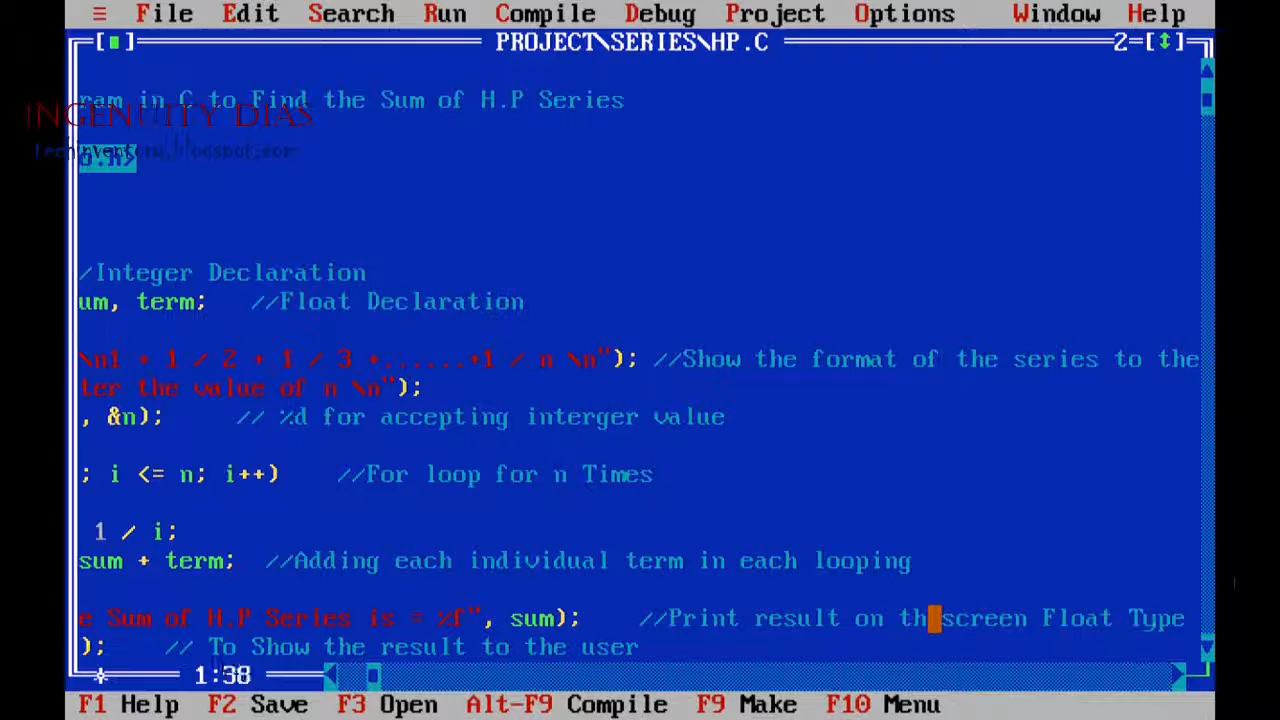 ≡ File Edit Search Run Compile Debug Project Options Window Help
PROJECT\SERIES\HP.C 2
ram in C to Find the Sum of H.P Series
INGENUITY DIAS
o.h>
/Integer Declaration
um, term; //Float Declaration
\n1 + 1 / 2 + 1 / 3 +......+1 / n \n"); //Show the format of the series to the
ter the value of n \n");
, &n); // %d for accepting interger value
; i <= n; i++) //For loop for n Times
1 / i;
sum + term; //Adding each individual term in each looping
e Sum of H.P Series is = %f", sum); //Print result on th screen Float Type
); // To Show the result to the user
1:38
F1 Help F2 Save F3 Open Alt-F9 Compile F9 Make F10 Menu